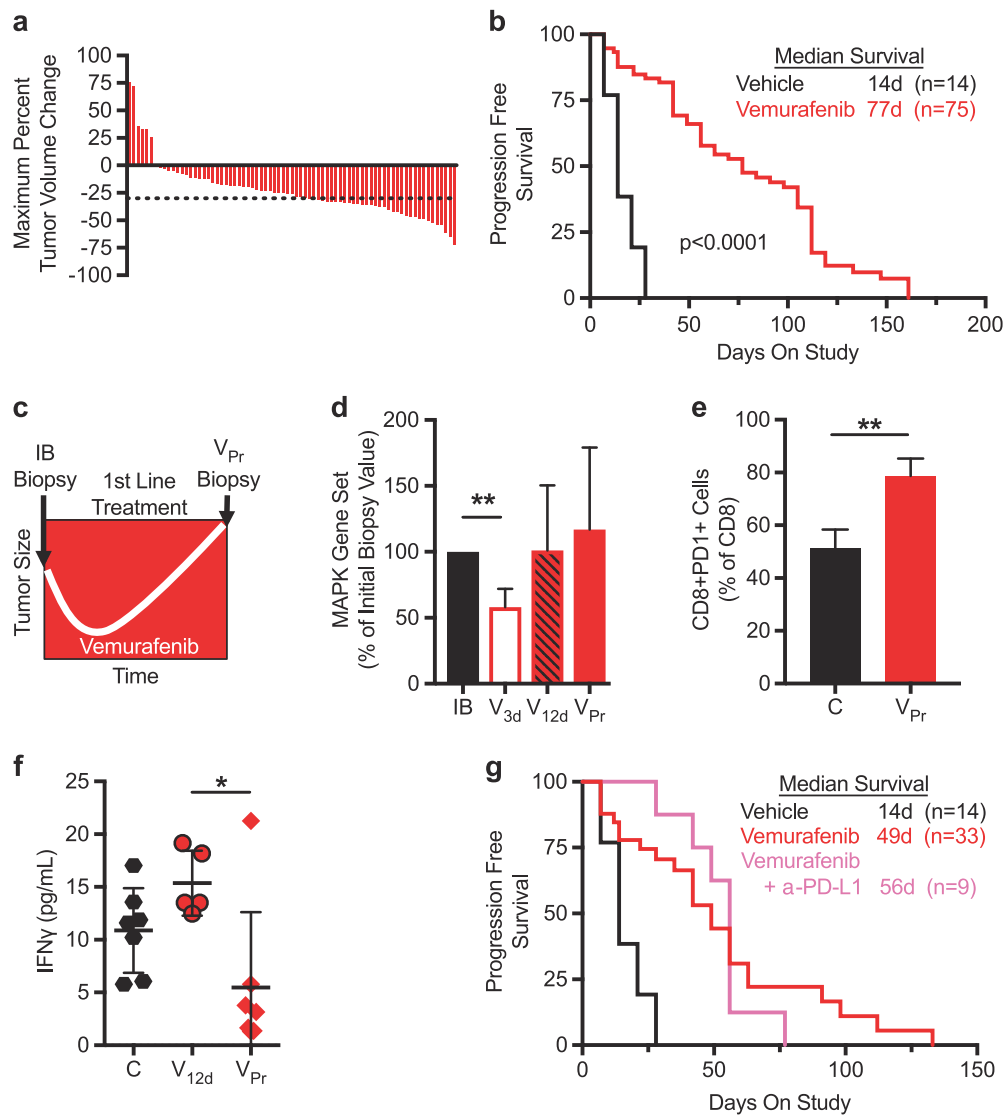 a
Maximum Percent
Tumor Volume Change
100
75
50
25
0
-25
-50
-75
-100
b
Progression Free
Survival
100
75
50
25
0
0
50
100
150
200
Days On Study
Median Survival
Vehicle 14d (n=14)
Vemurafenib 77d (n=75)
p<0.0001
c
IB
Biopsy
1st Line
Treatment
VPr
Biopsy
Tumor Size
Vemurafenib
Time
d
MAPK Gene Set
(% of Initial Biopsy Value)
200
150
100
50
0
**
IB
V3d
V12d
VPr
e
CD8+PD1+ Cells
(% of CD8)
100
80
60
40
20
0
**
C
VPr
f
IFNγ (pg/mL)
25
20
15
10
5
0
*
C
V12d
VPr
g
Progression Free
Survival
100
75
50
25
0
0
50
100
150
Days On Study
Median Survival
Vehicle 14d (n=14)
Vemurafenib 49d (n=33)
Vemurafenib
+ a-PD-L1 56d (n=9)